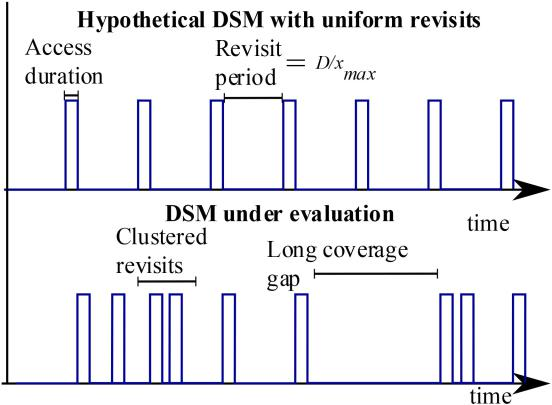 Hypothetical DSM with uniform revisits
Access
duration
Revisit
period = D/x_max
time
DSM under evaluation
Clustered
revisits
Long coverage
gap
time